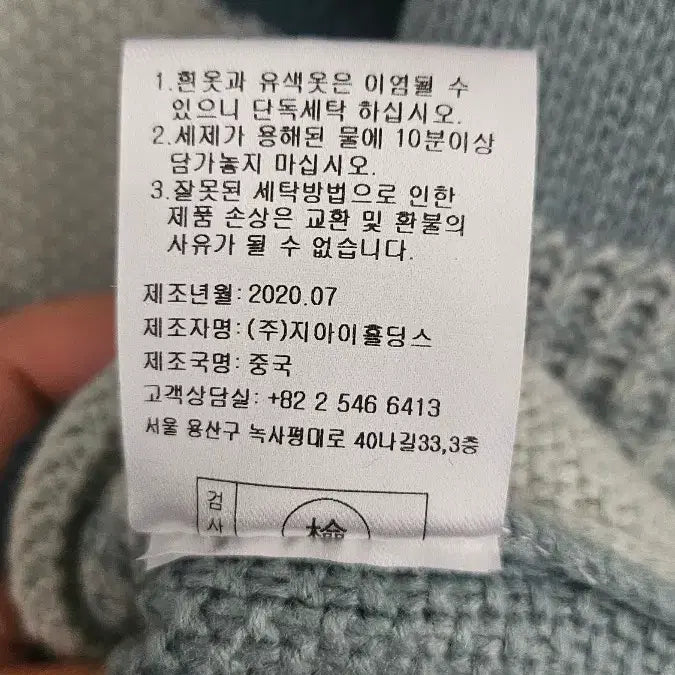 1.흰옷과 유색옷은 이염될 수
있으니 단독세탁 하십시오.
2.세제가 용해된 물에 10분이상
담가놓지 마십시오.
3.잘못된 세탁방법으로 인한
제품 손상은 교환 및 환불의
사유가 될 수 없습니다.
제조년월: 2020.07
제조자명: (주)지아이홀딩스
제조국명: 중국
고객상담실: +82 2 546 6413
서울 용산구 녹사평대로 40나길33,3층
검사
檢